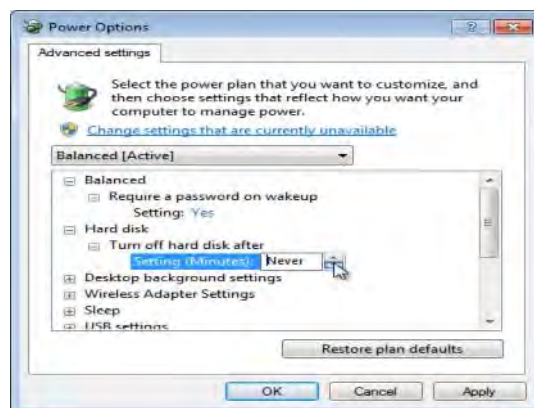 Power Options
Advanced settings
Select the power plan that you want to customize, and
then choose settings that reflect how you want your
computer to manage power.
Change settings that are currently unavailable
Balanced [Active]
Balanced
Require a password on wakeup
Setting: Yes
Hard disk
Turn off hard disk after
Setting (Minutes): Never
Desktop background settings
Wireless Adapter Settings
Sleep
USB settings
Restore plan defaults
OK Cancel Apply